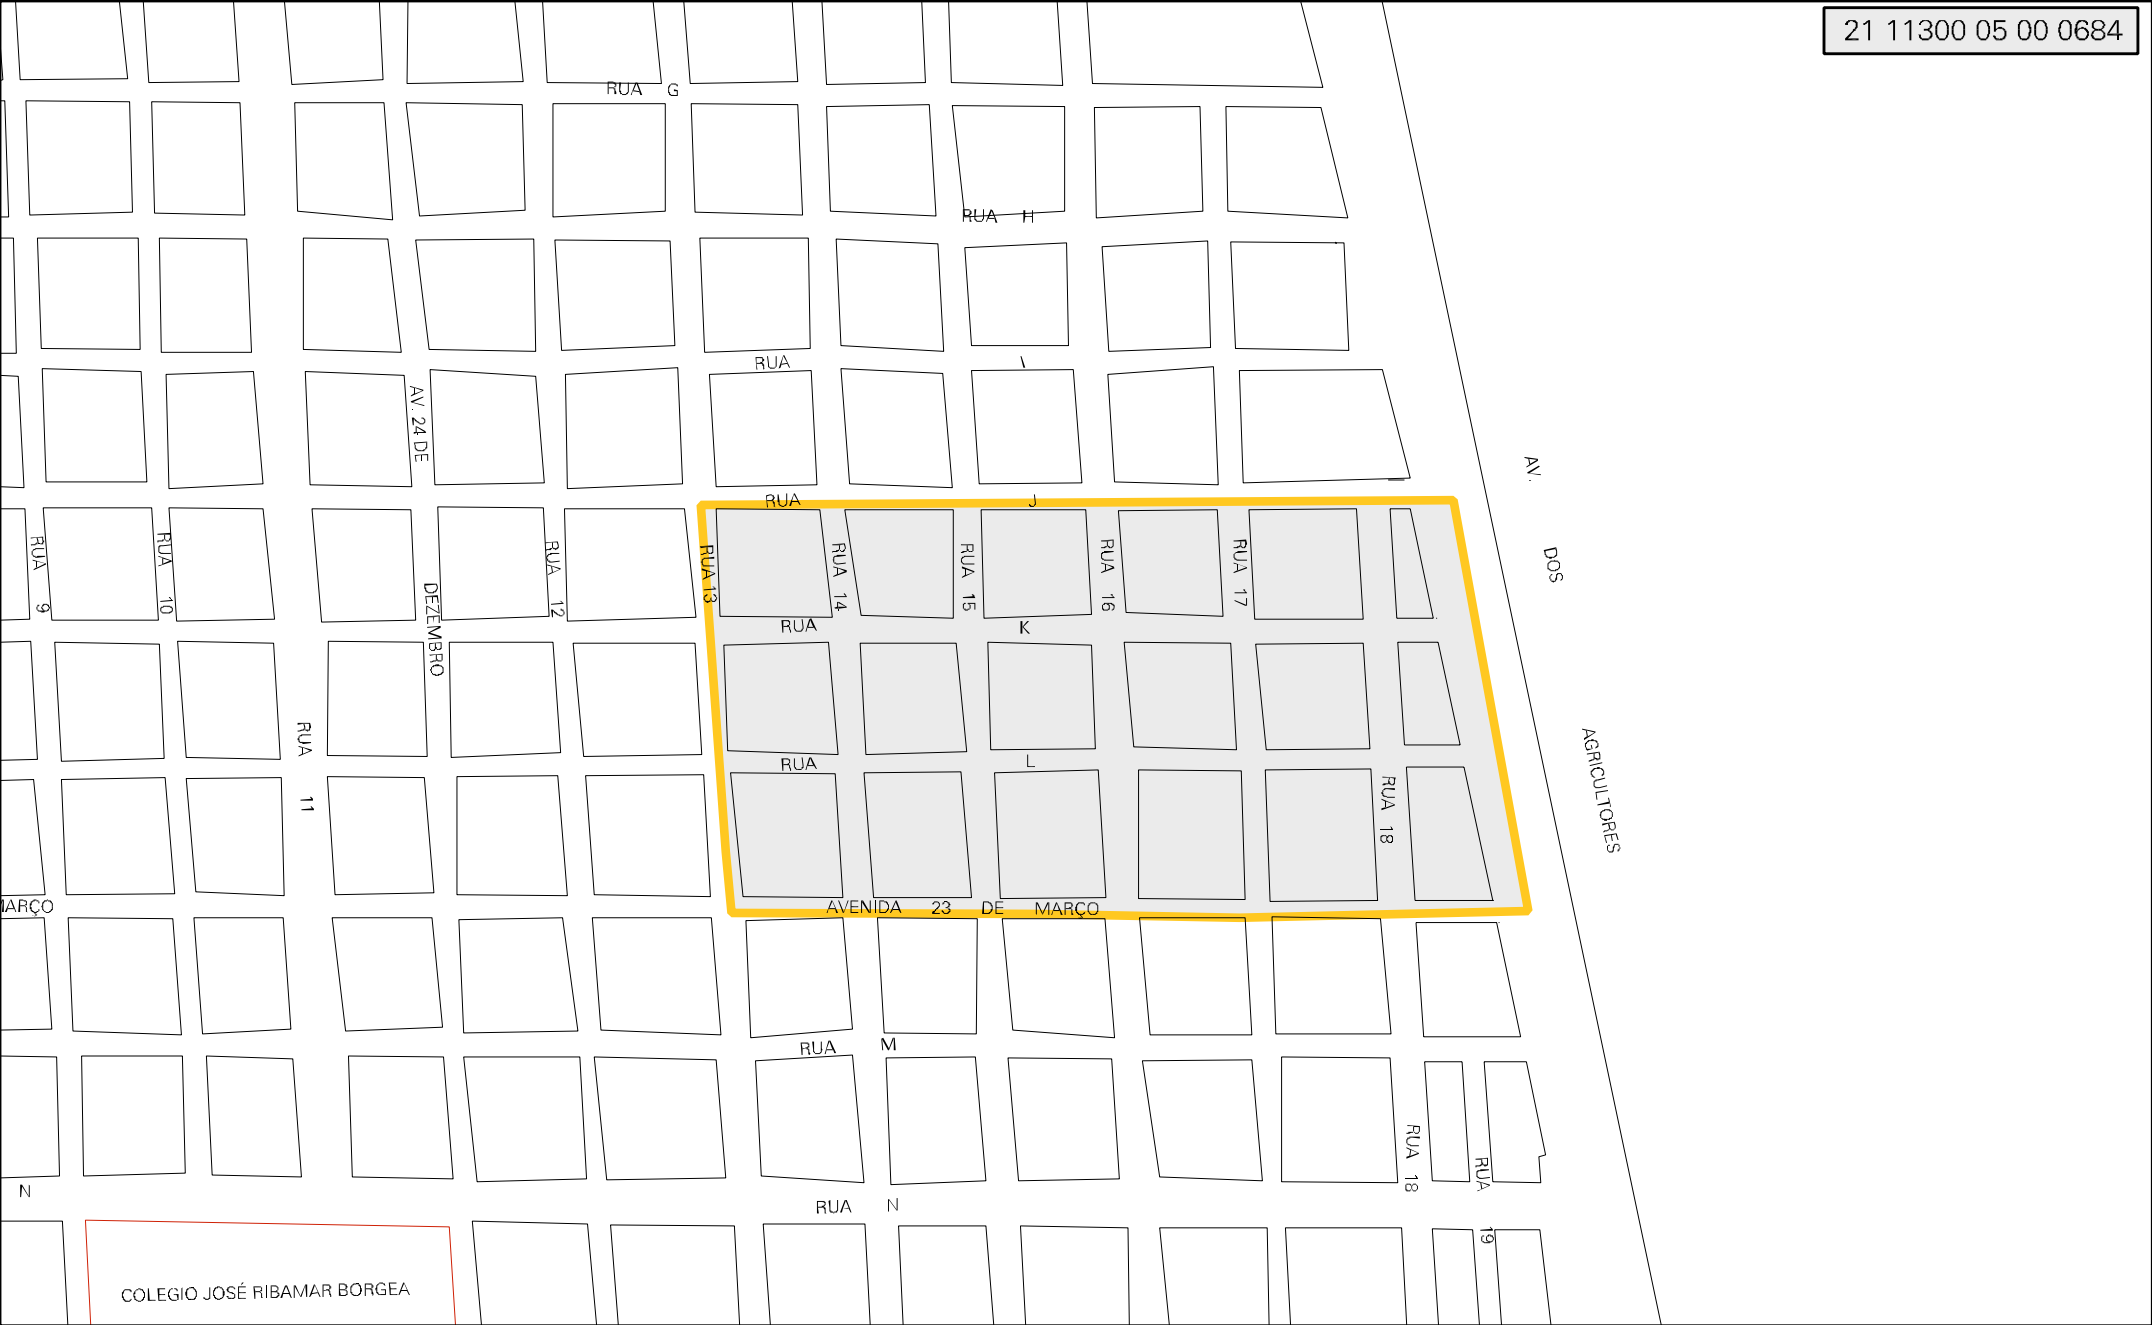 21 11300 05 00 0684
RUA G
RUA H
RUA I
AV. 24 DE DEZEMBRO
AV. DOS AGRICULTORES
RUA J
RUA 9
RUA 10
RUA 11
RUA 12
RUA 13
RUA 14
RUA 15
RUA 16
RUA 17
RUA K
RUA L
RUA 18
MARÇO
AVENIDA 23 DE MARÇO
RUA M
RUA 18
RUA 19
N
RUA N
COLEGIO JOSÉ RIBAMAR BORGEA